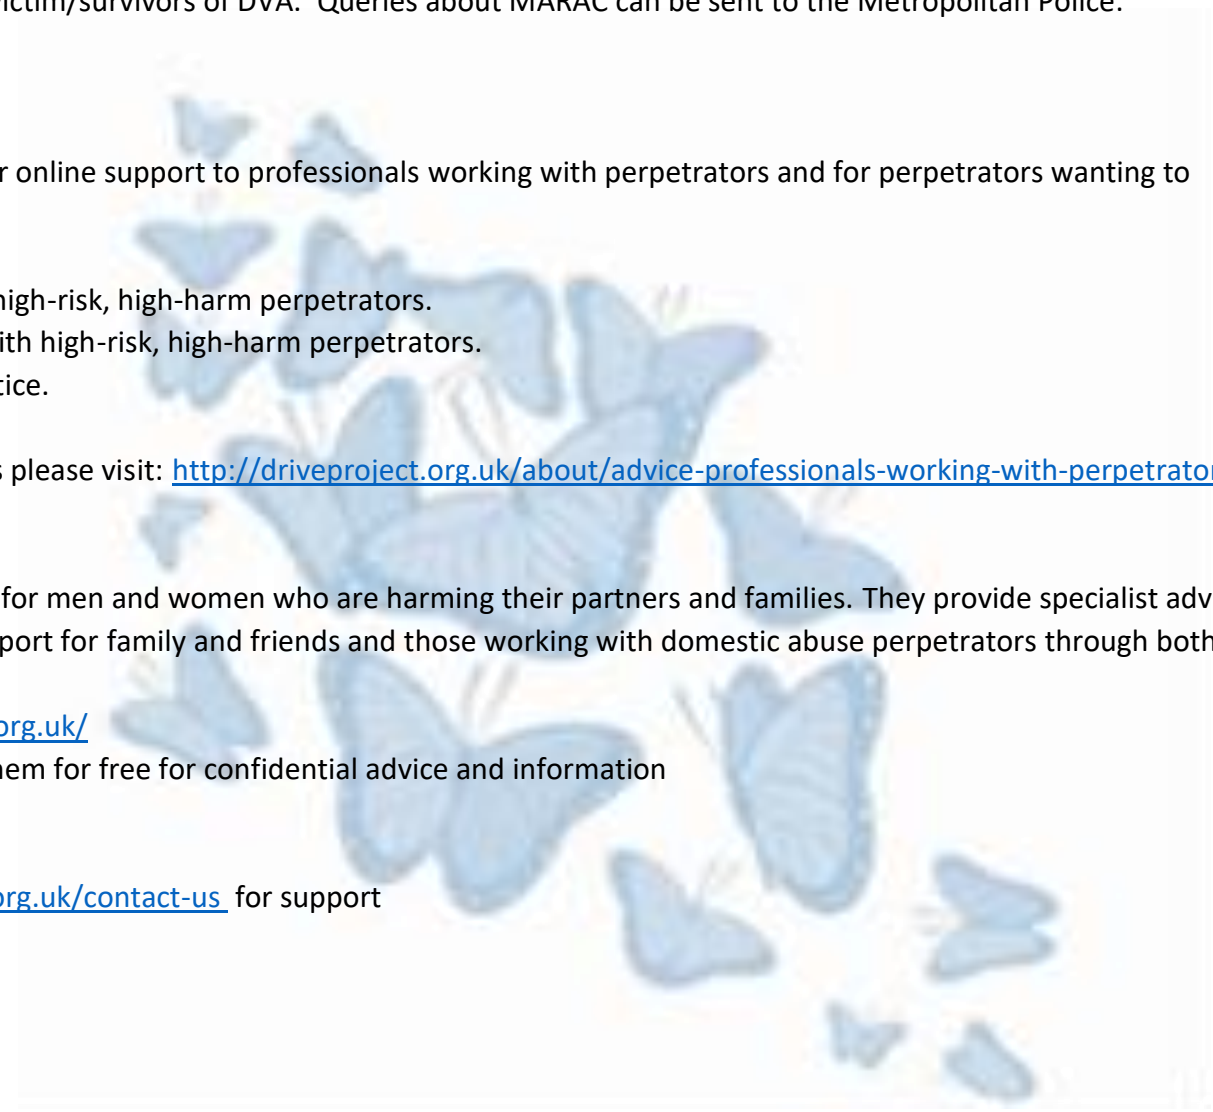 victim/survivors of DVA.  Queries about MARAC can be sent to the Metropolitan Police.
r online support to professionals working with perpetrators and for perpetrators wanting to
high-risk, high-harm perpetrators.
ith high-risk, high-harm perpetrators.
tice.
s please visit: http://driveproject.org.uk/about/advice-professionals-working-with-perpetrator
for men and women who are harming their partners and families. They provide specialist adv
port for family and friends and those working with domestic abuse perpetrators through both
org.uk/
hem for free for confidential advice and information
org.uk/contact-us  for support